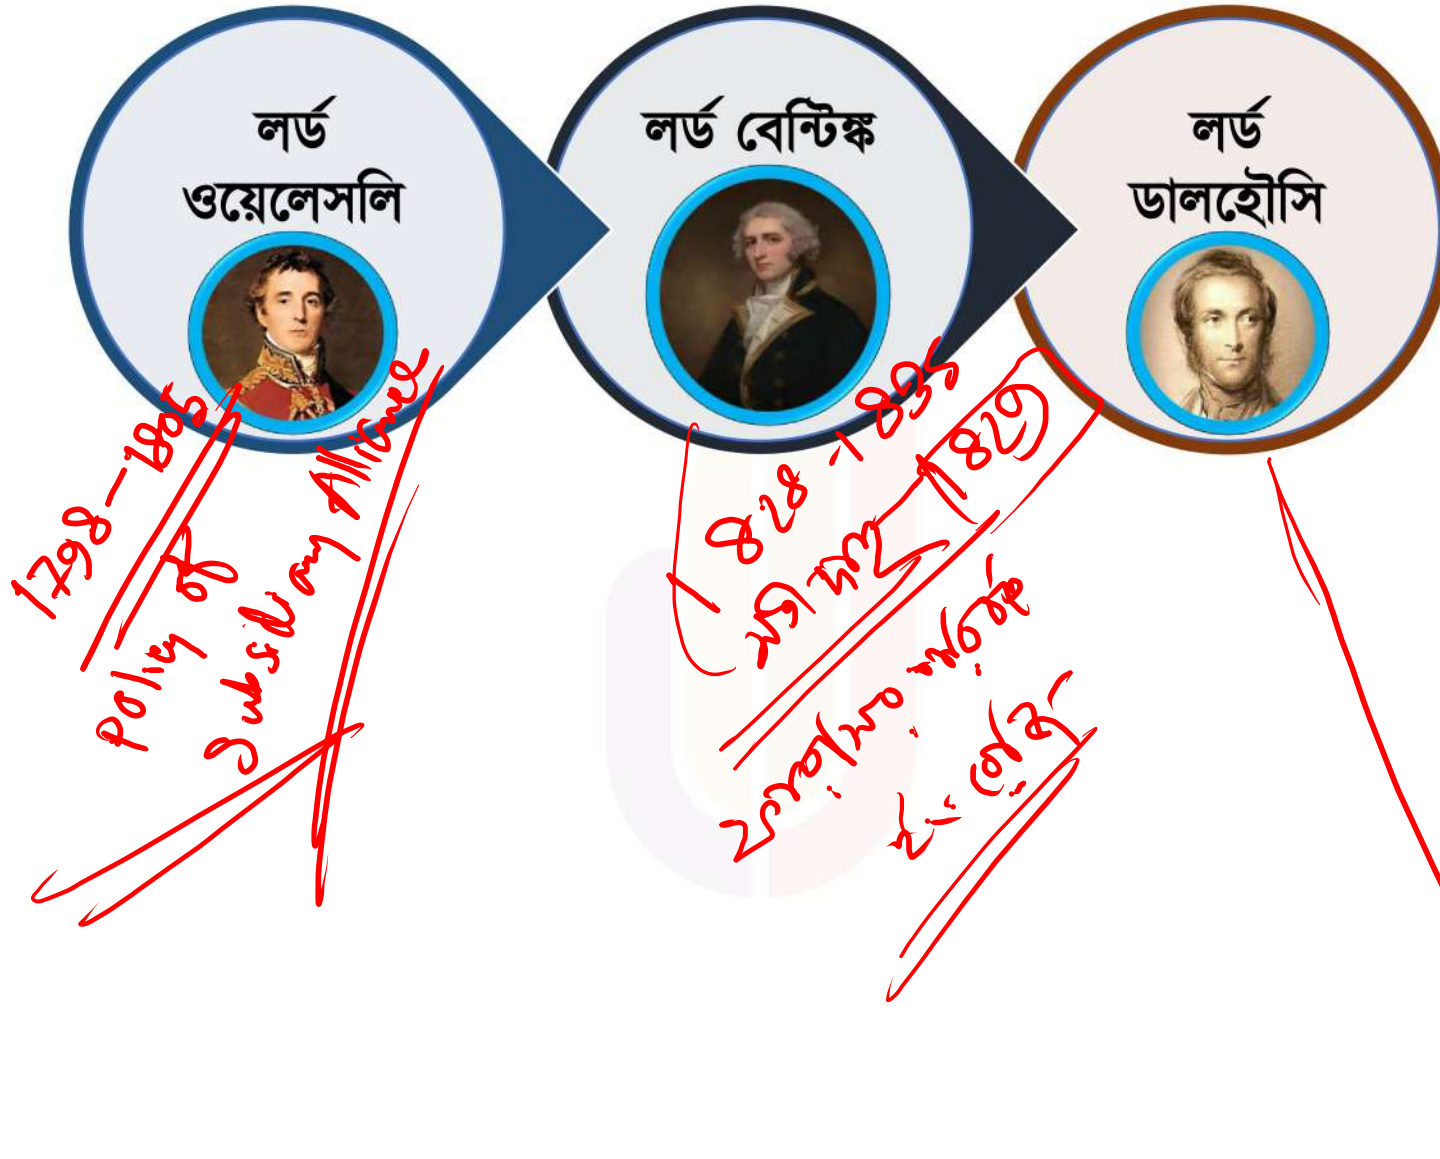 লর্ড
ওয়েলেসলি
লর্ড বেন্টিঙ্ক
লর্ড
ডালহৌসি
1798-1805
Policy of
Subsidiary Alliance
1828-1835
সতীদাহ - 1829